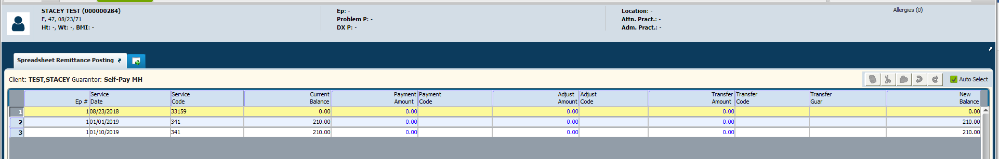 STACEY TEST (000000284)
F, 47, 08/23/71
Ht: -, Wt: -, BMI: -
Ep: -
Problem P: -
DX P: -
Location: -
Attn. Pract.: -
Adm. Pract.: -
Allergies (0)
Spreadsheet Remittance Posting
Client: TEST,STACEY Guarantor: Self-Pay MH
Auto Select
Ep # Service Date Service Code Current Balance Payment Amount Payment Code Adjust Amount Adjust Code Transfer Amount Transfer Code Transfer Guar New Balance
1 1 08/23/2018 33159 0.00 0.00 0.00 0.00 0.00
2 1 01/01/2019 341 210.00 0.00 0.00 0.00 210.00
3 1 01/10/2019 341 210.00 0.00 0.00 0.00 210.00